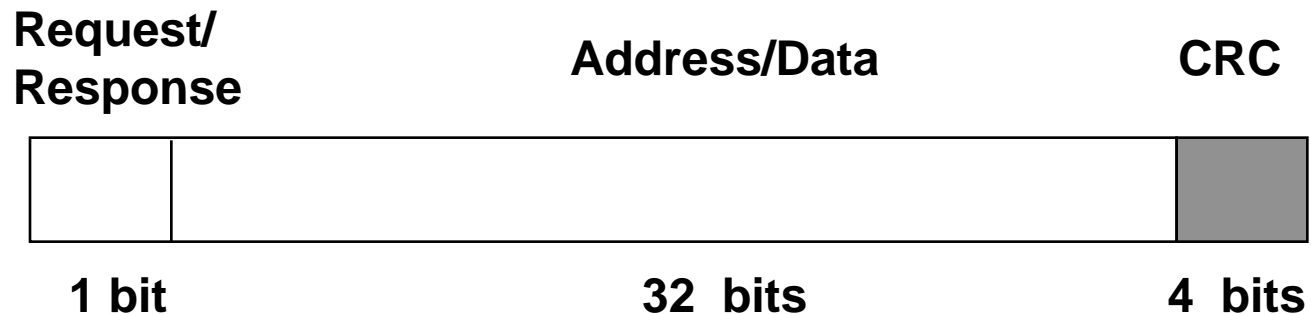 Request/
Response
Address/Data
CRC
1 bit
32 bits
4 bits